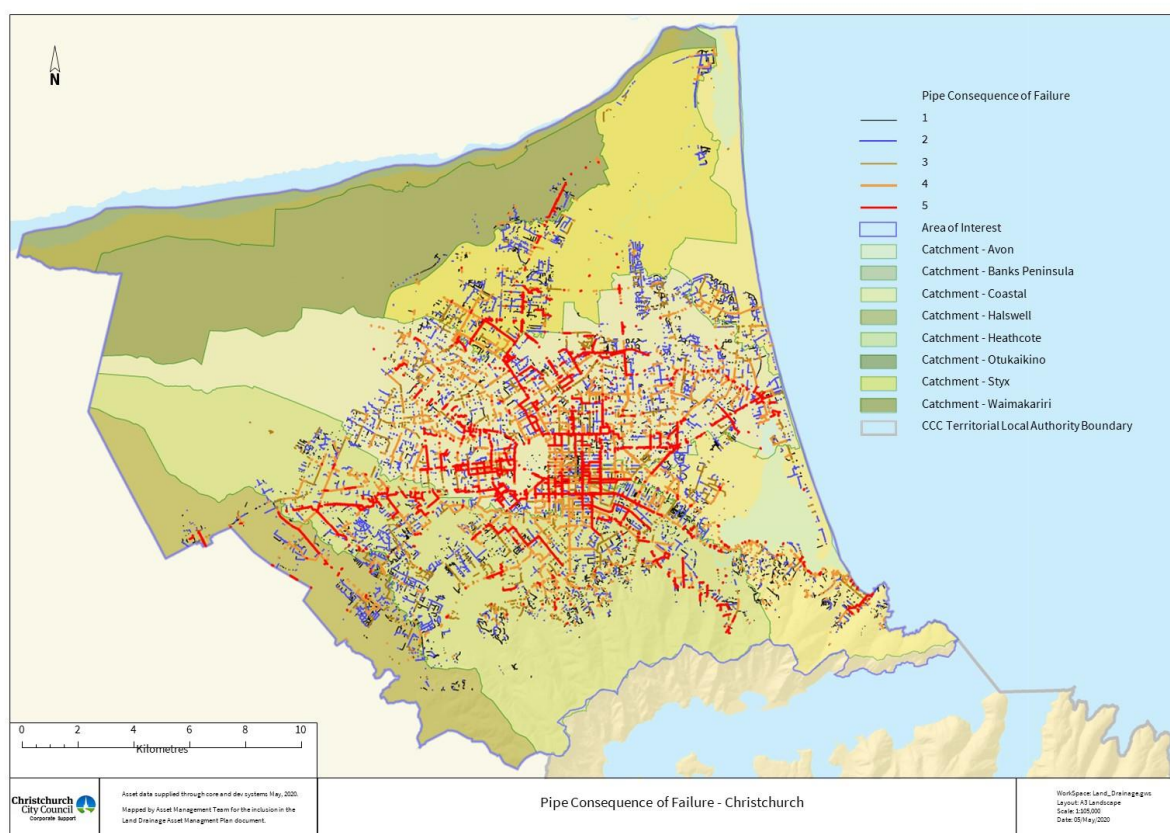 N
Pipe Consequence of Failure
1
2
3
4
5
Area of Interest
Catchment - Avon
Catchment - Banks Peninsula
Catchment - Coastal
Catchment - Halswell
Catchment - Heathcote
Catchment - Otukaikino
Catchment - Styx
Catchment - Waimakariri
CCC Territorial Local Authority Boundary
0 2 4 6 8 10
Kilometres
Christchurch
City Council
Corporate Support
Asset data supplied through core and dev systems May, 2020.
Mapped by Asset Management Team for the inclusion in the
Land Drainage Asset Managment Plan document.
Pipe Consequence of Failure - Christchurch
WorkSpace: Land_Drainage.gws
Layout: A3 Landscape
Scale: 1:105,000
Date: 05/May/2020